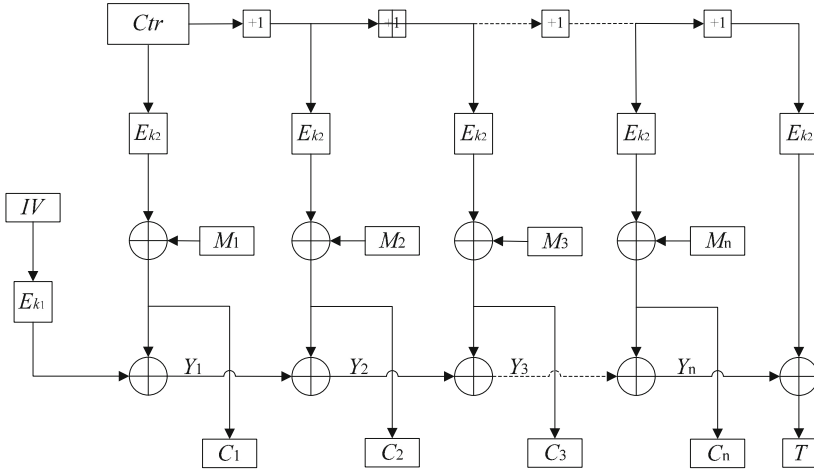 Ctr +1 +1 +1 +1
Ek2 Ek2 Ek2 Ek2 Ek2
IV
M1 M2 M3 Mn
Ek1
Y1 Y2 Y3 Yn
C1 C2 C3 Cn T